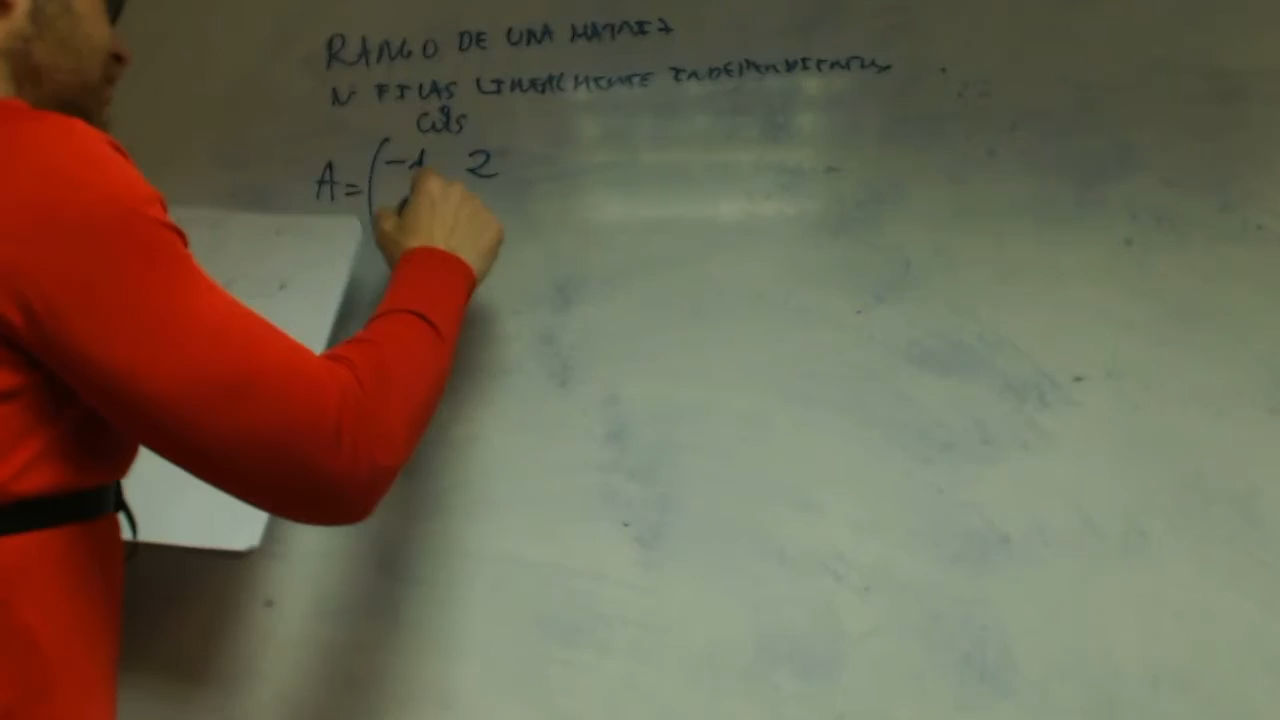 RANGO DE UNA MATRIZ
Nº FILAS LINEALMENTE INDEPENDIENTES
cols
A = (-1 2